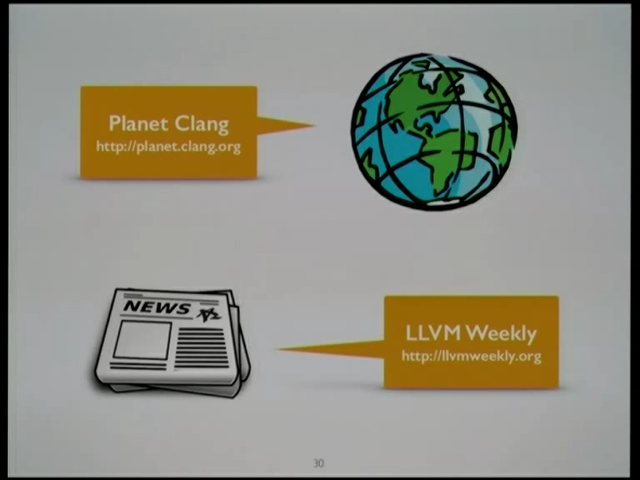 Planet Clang
http://planet.clang.org
NEWS
LLVM Weekly
http://llvmweekly.org
30